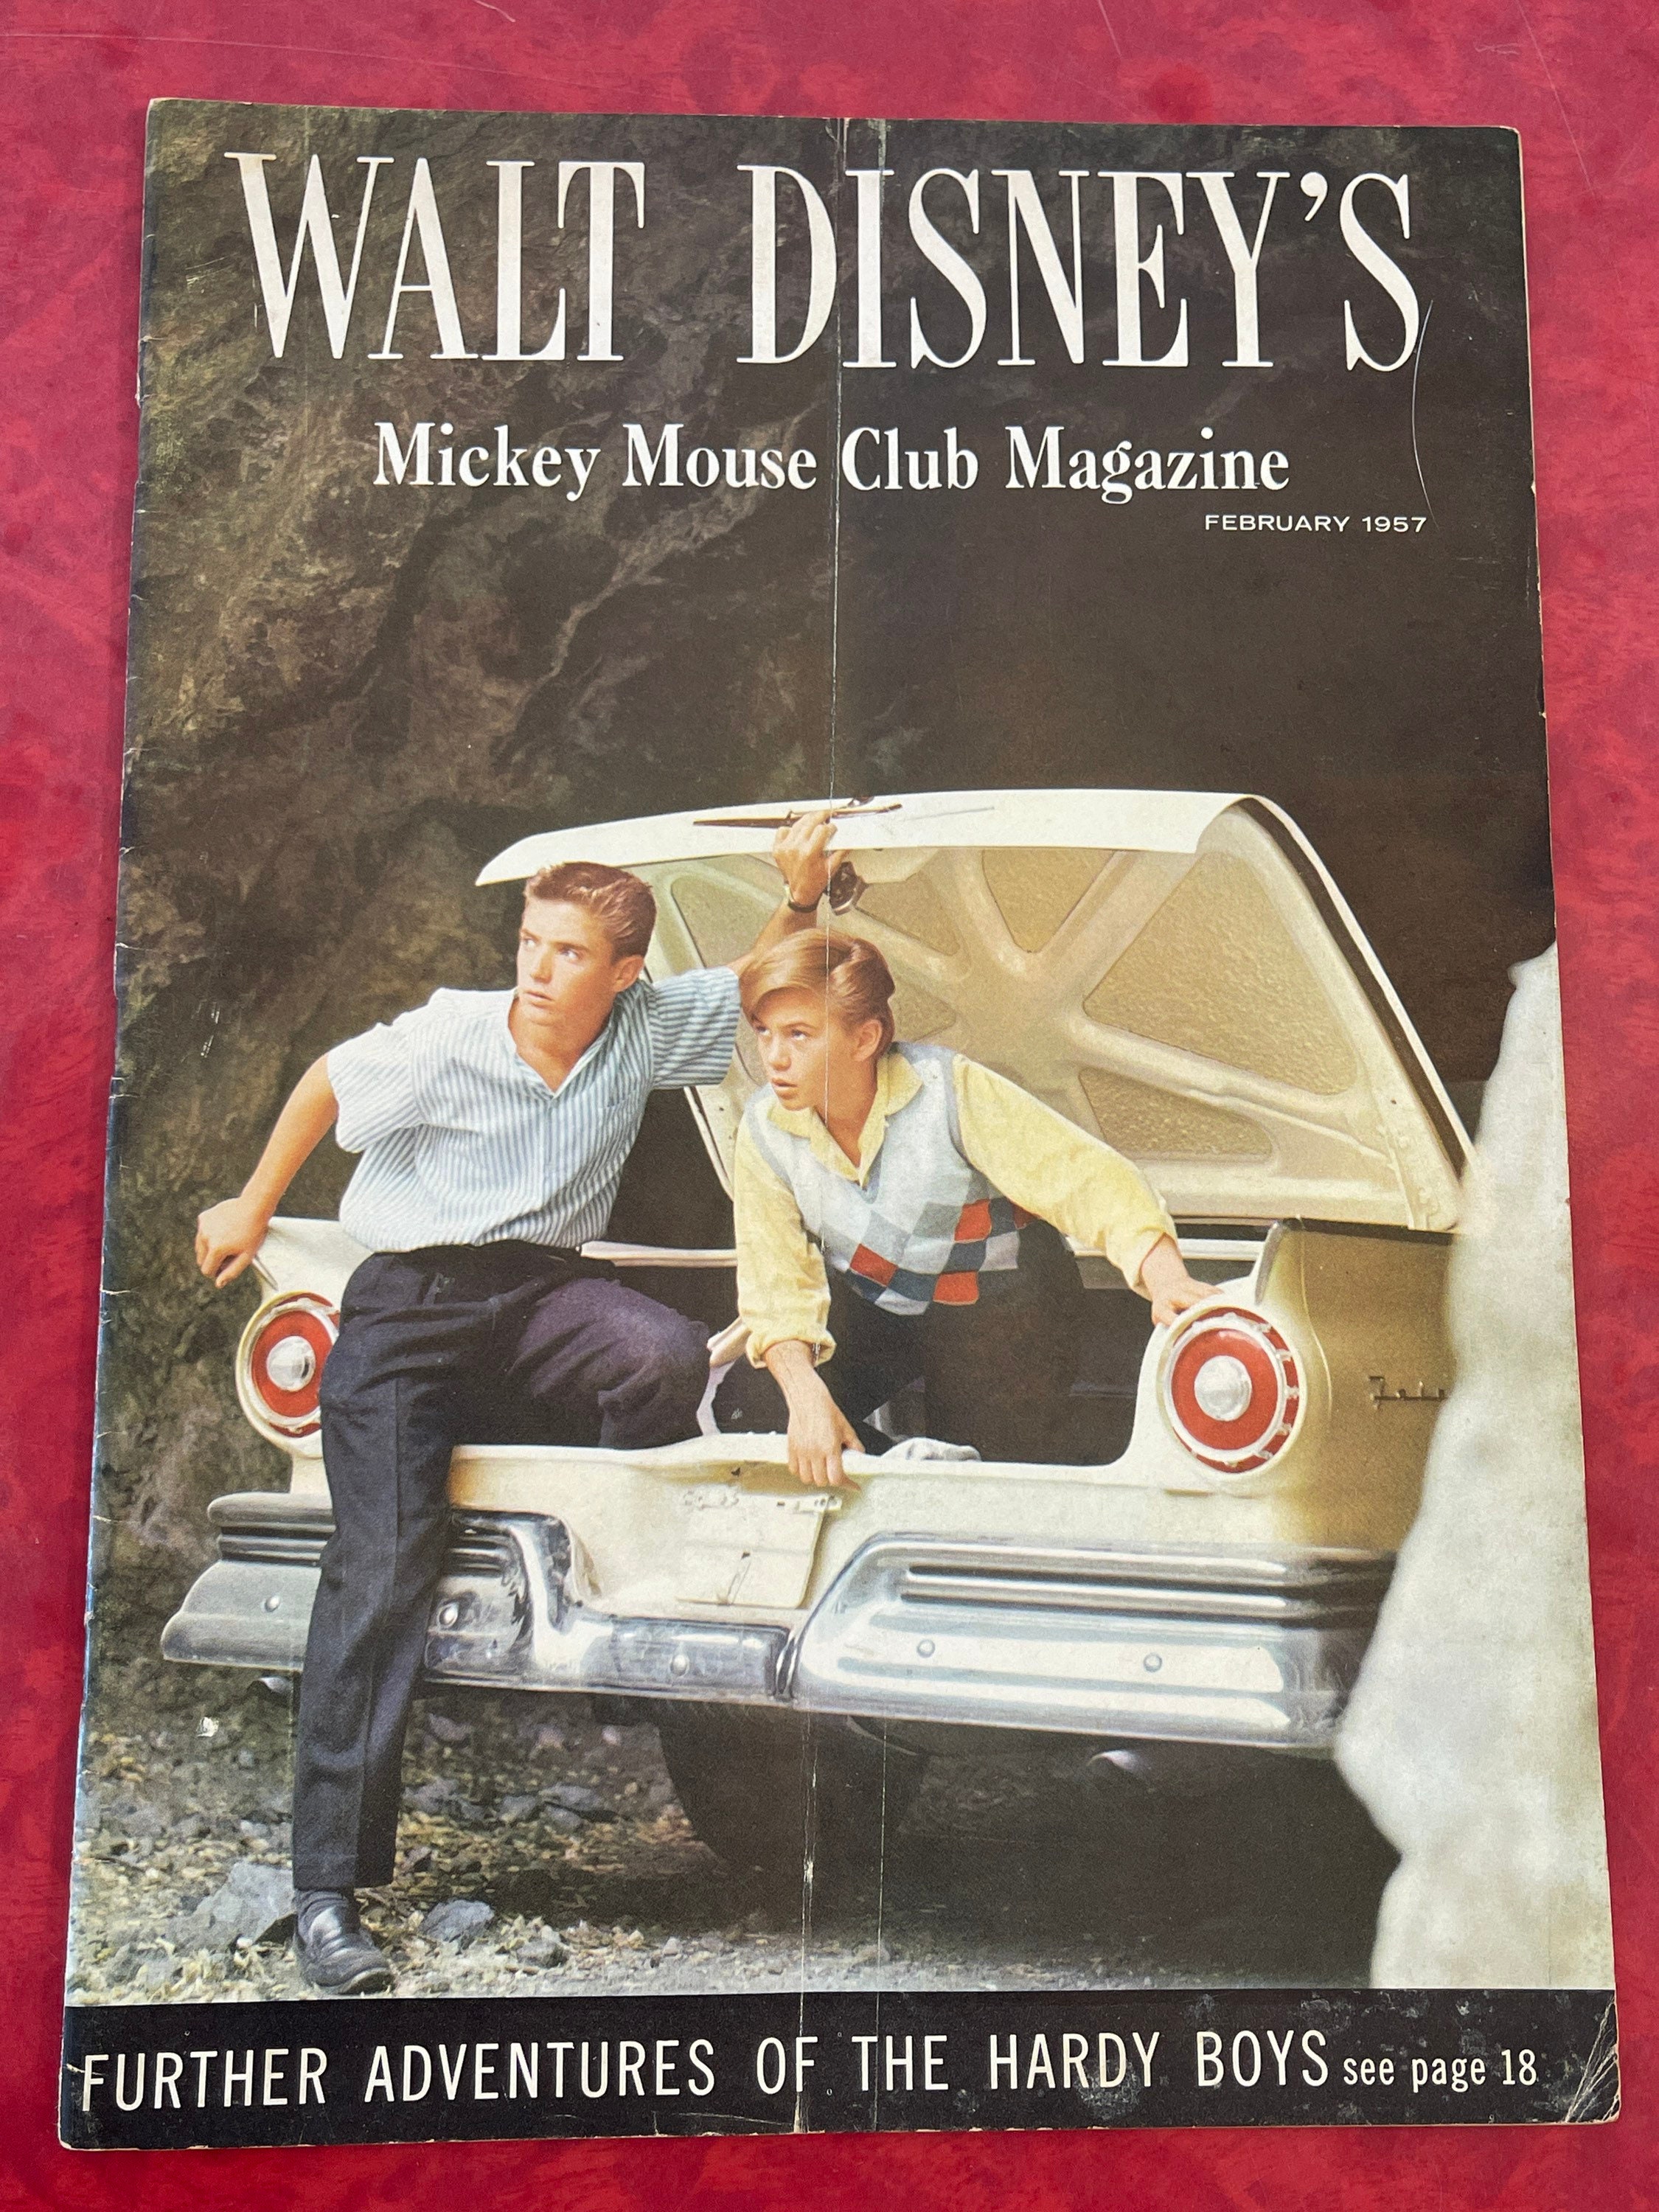 WALT DISNEY'S
Mickey Mouse Club Magazine
FEBRUARY 1957
FURTHER ADVENTURES OF THE HARDY BOYS see page 18